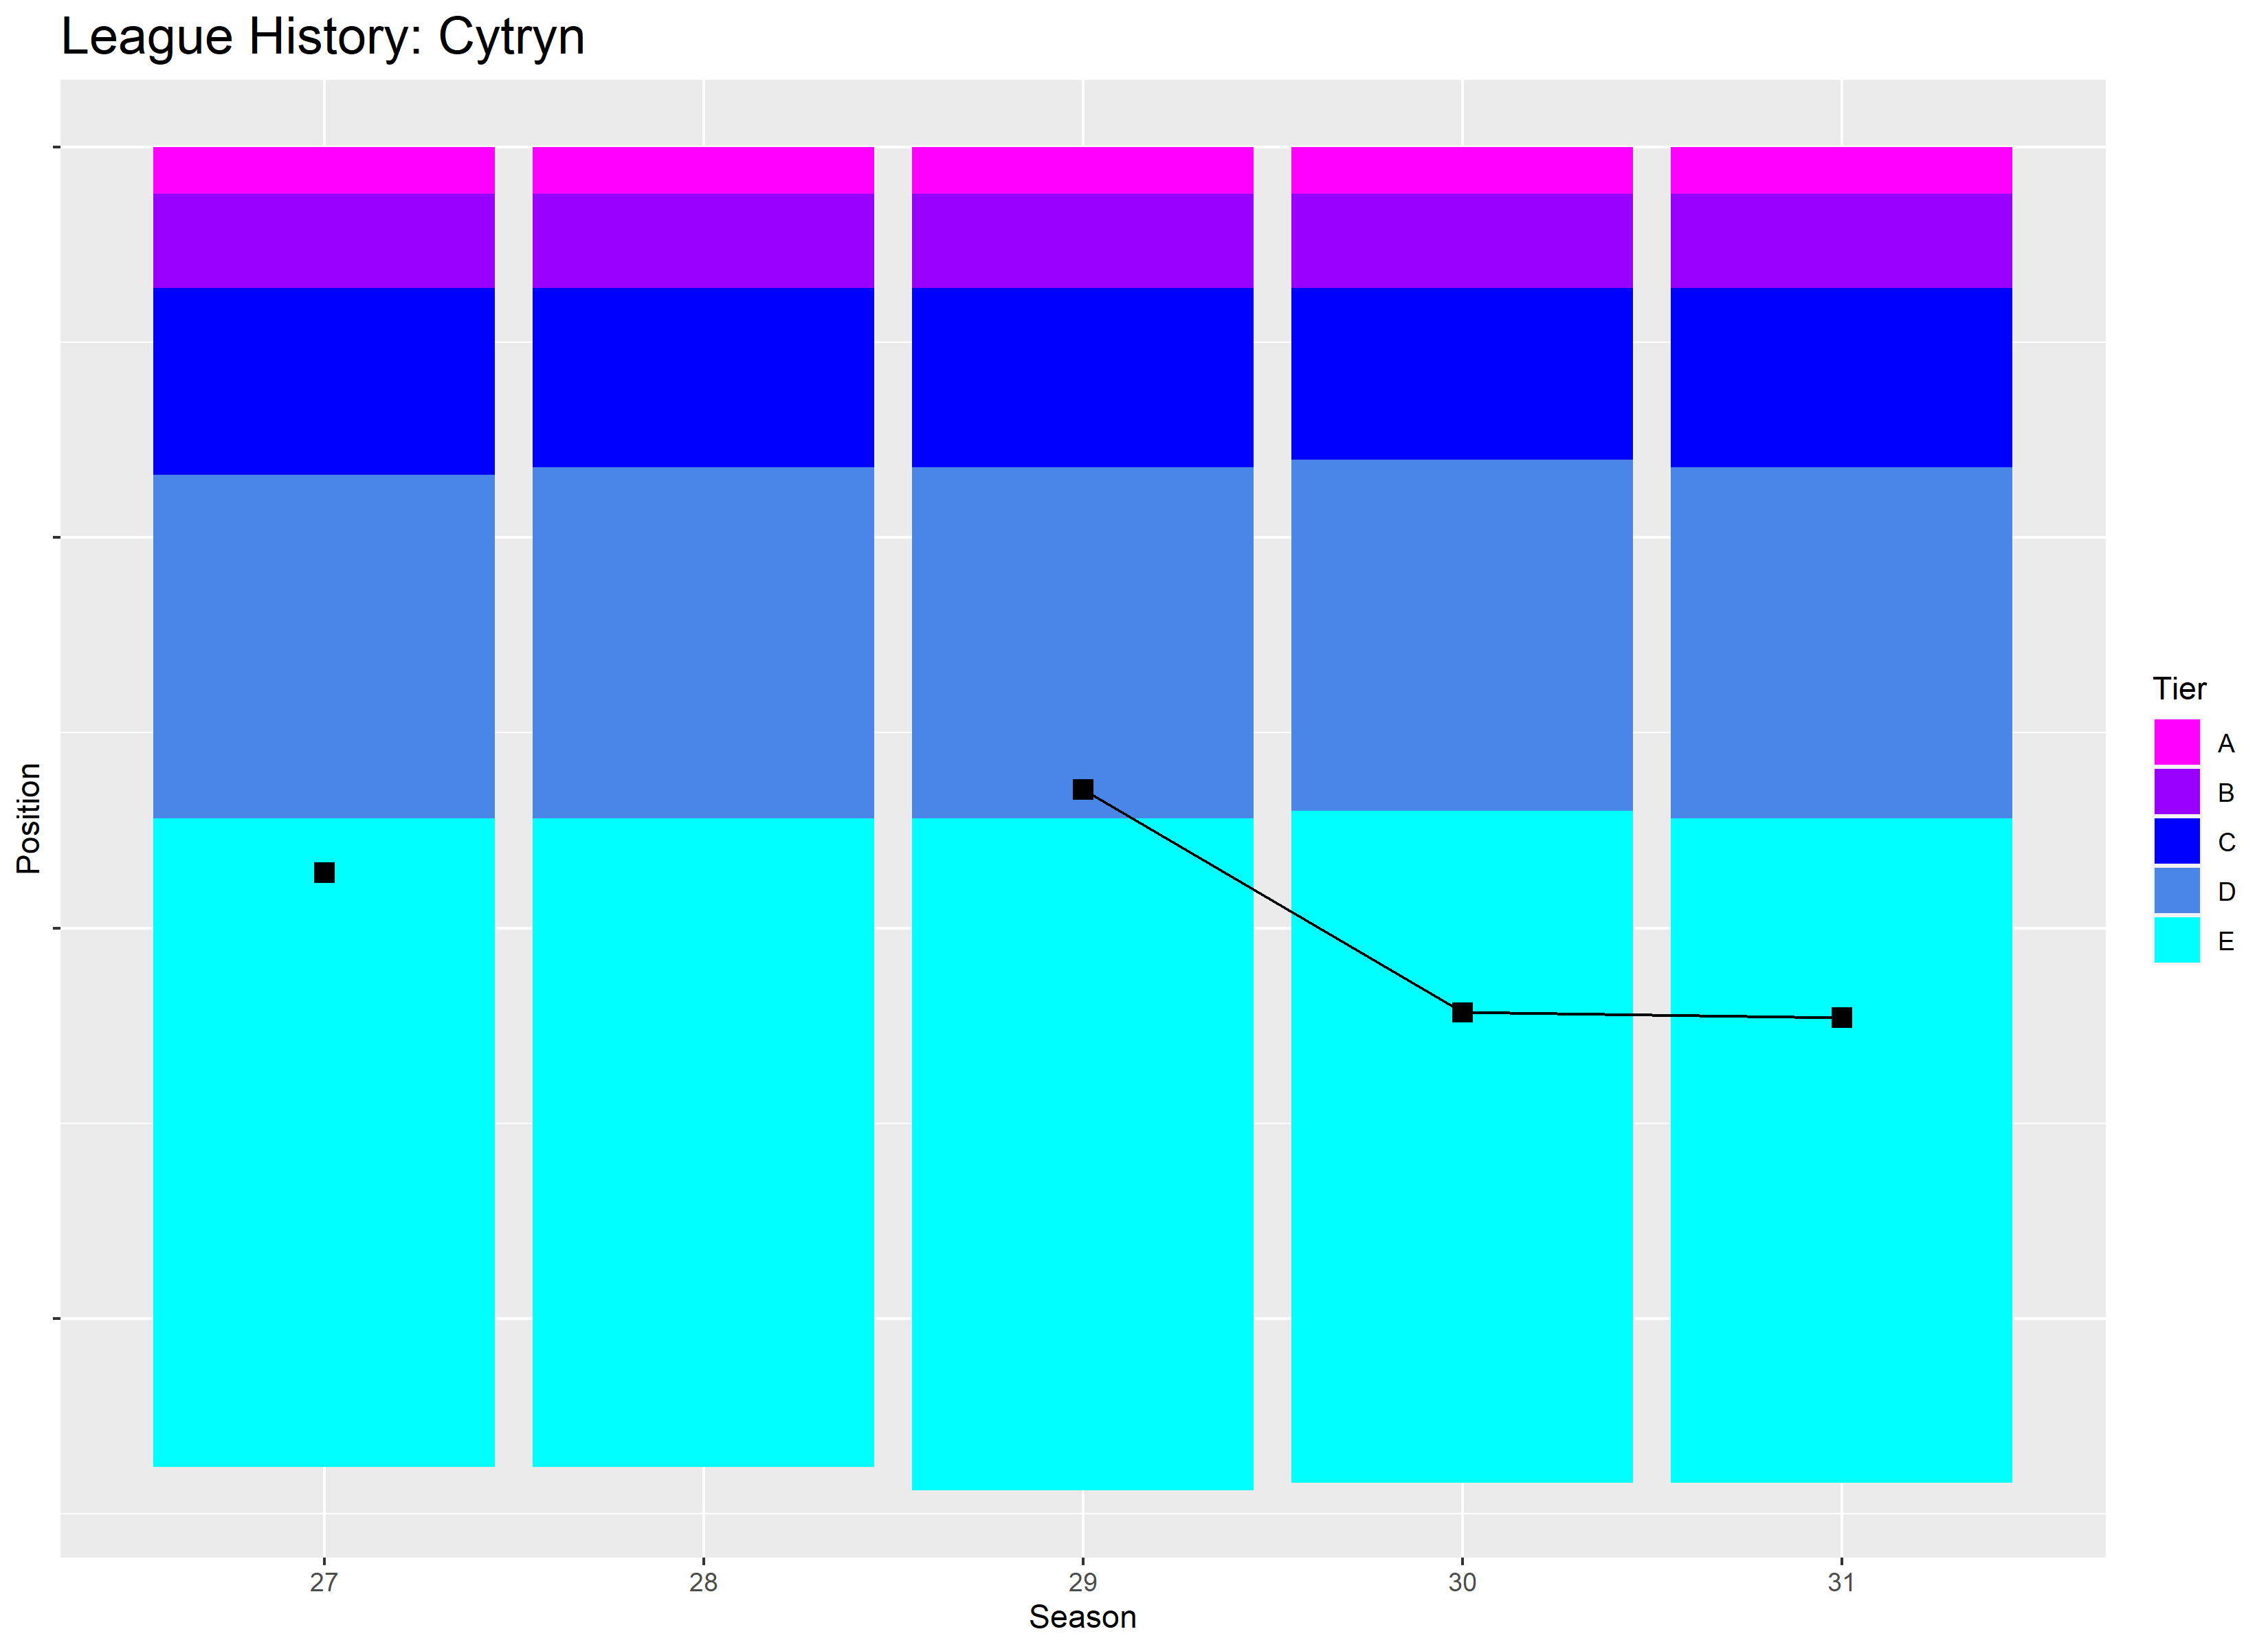 League History: Cytryn
Position
Tier
A
B
C
D
E
27 28 29 30 31
Season